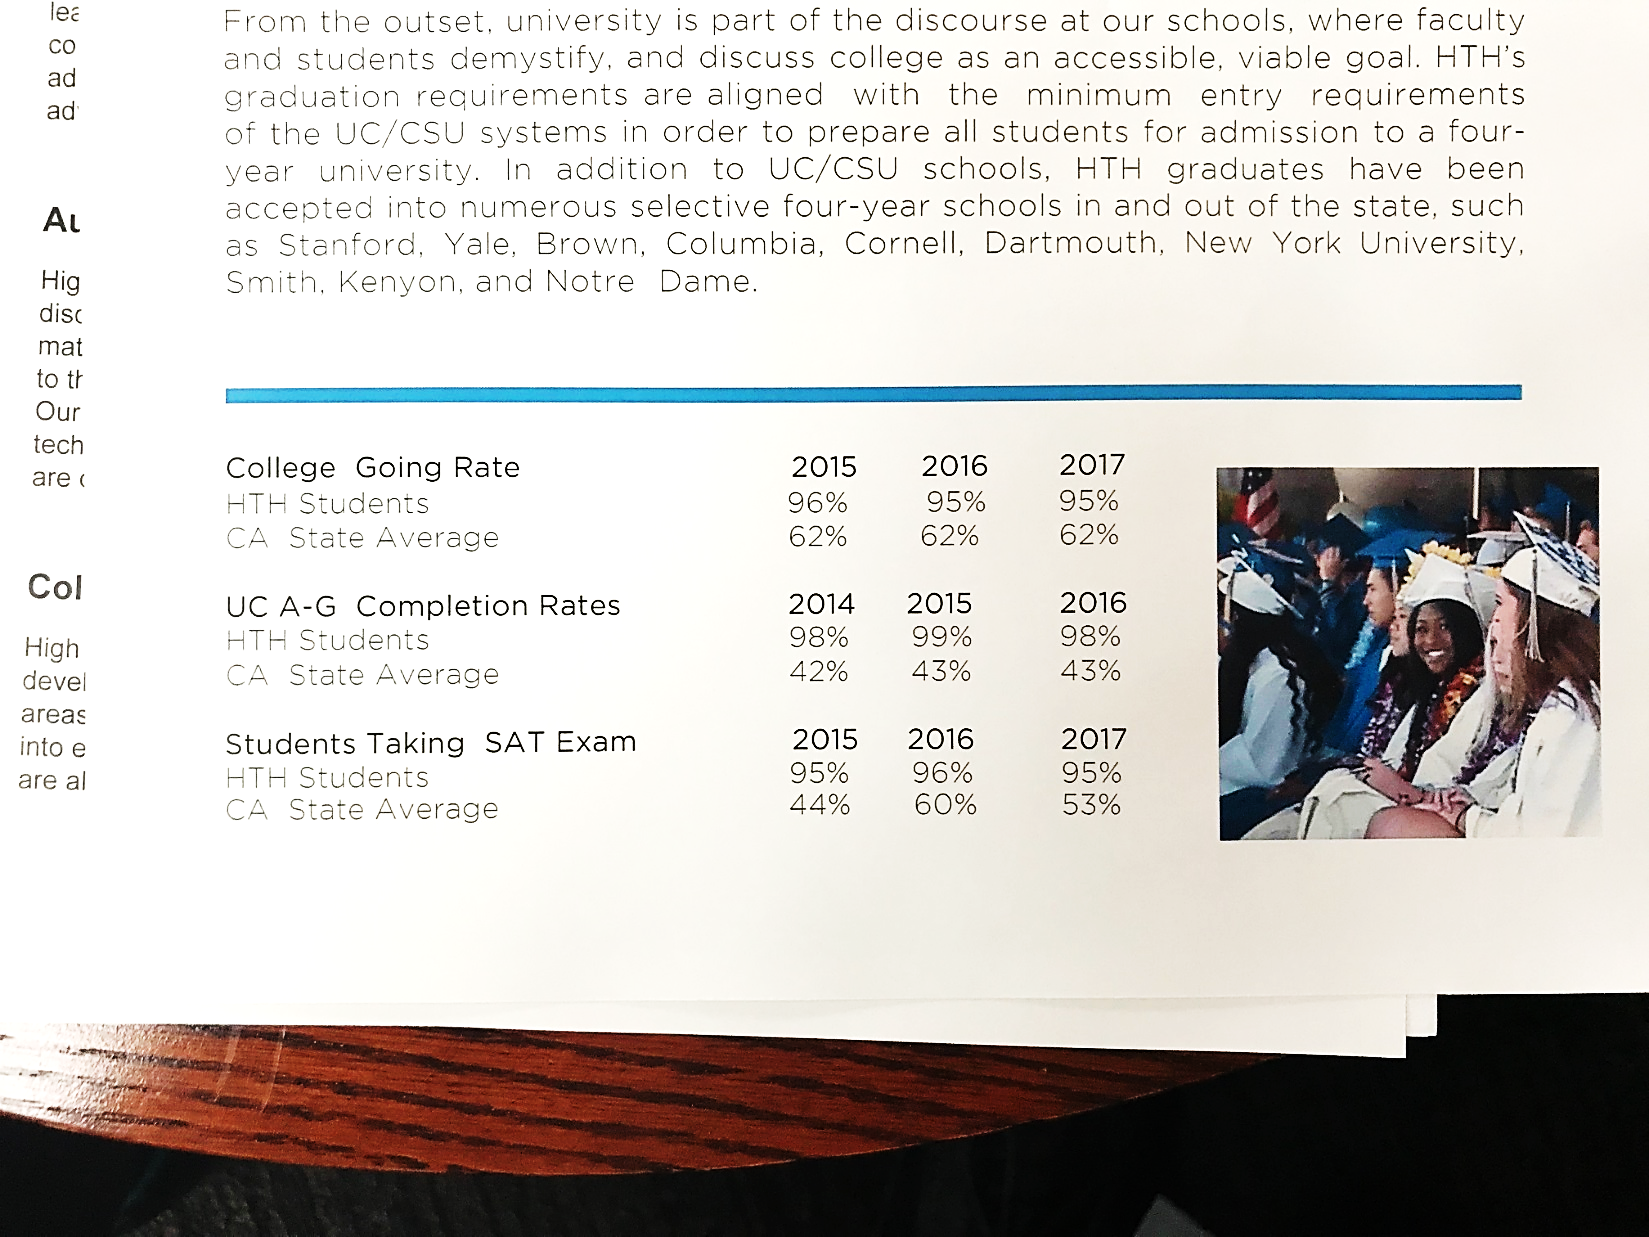 lea
co
ad
ad
Au
Hig
disc
mat
to th
Our
tech
are c
Col
High
devel
areas
into e
are al
From the outset, university is part of the discourse at our schools, where faculty
and students demystify, and discuss college as an accessible, viable goal. HTH's
graduation requirements are aligned with the minimum entry requirements
of the UC/CSU systems in order to prepare all students for admission to a four-
year university. In addition to UC/CSU schools, HTH graduates have been
accepted into numerous selective four-year schools in and out of the state, such
as Stanford, Yale, Brown, Columbia, Cornell, Dartmouth, New York University,
Smith, Kenyon, and Notre Dame.
College Going Rate 2015 2016 2017
HTH Students 96% 95% 95%
CA State Average 62% 62% 62%
UC A-G Completion Rates 2014 2015 2016
HTH Students 98% 99% 98%
CA State Average 42% 43% 43%
Students Taking SAT Exam 2015 2016 2017
HTH Students 95% 96% 95%
CA State Average 44% 60% 53%